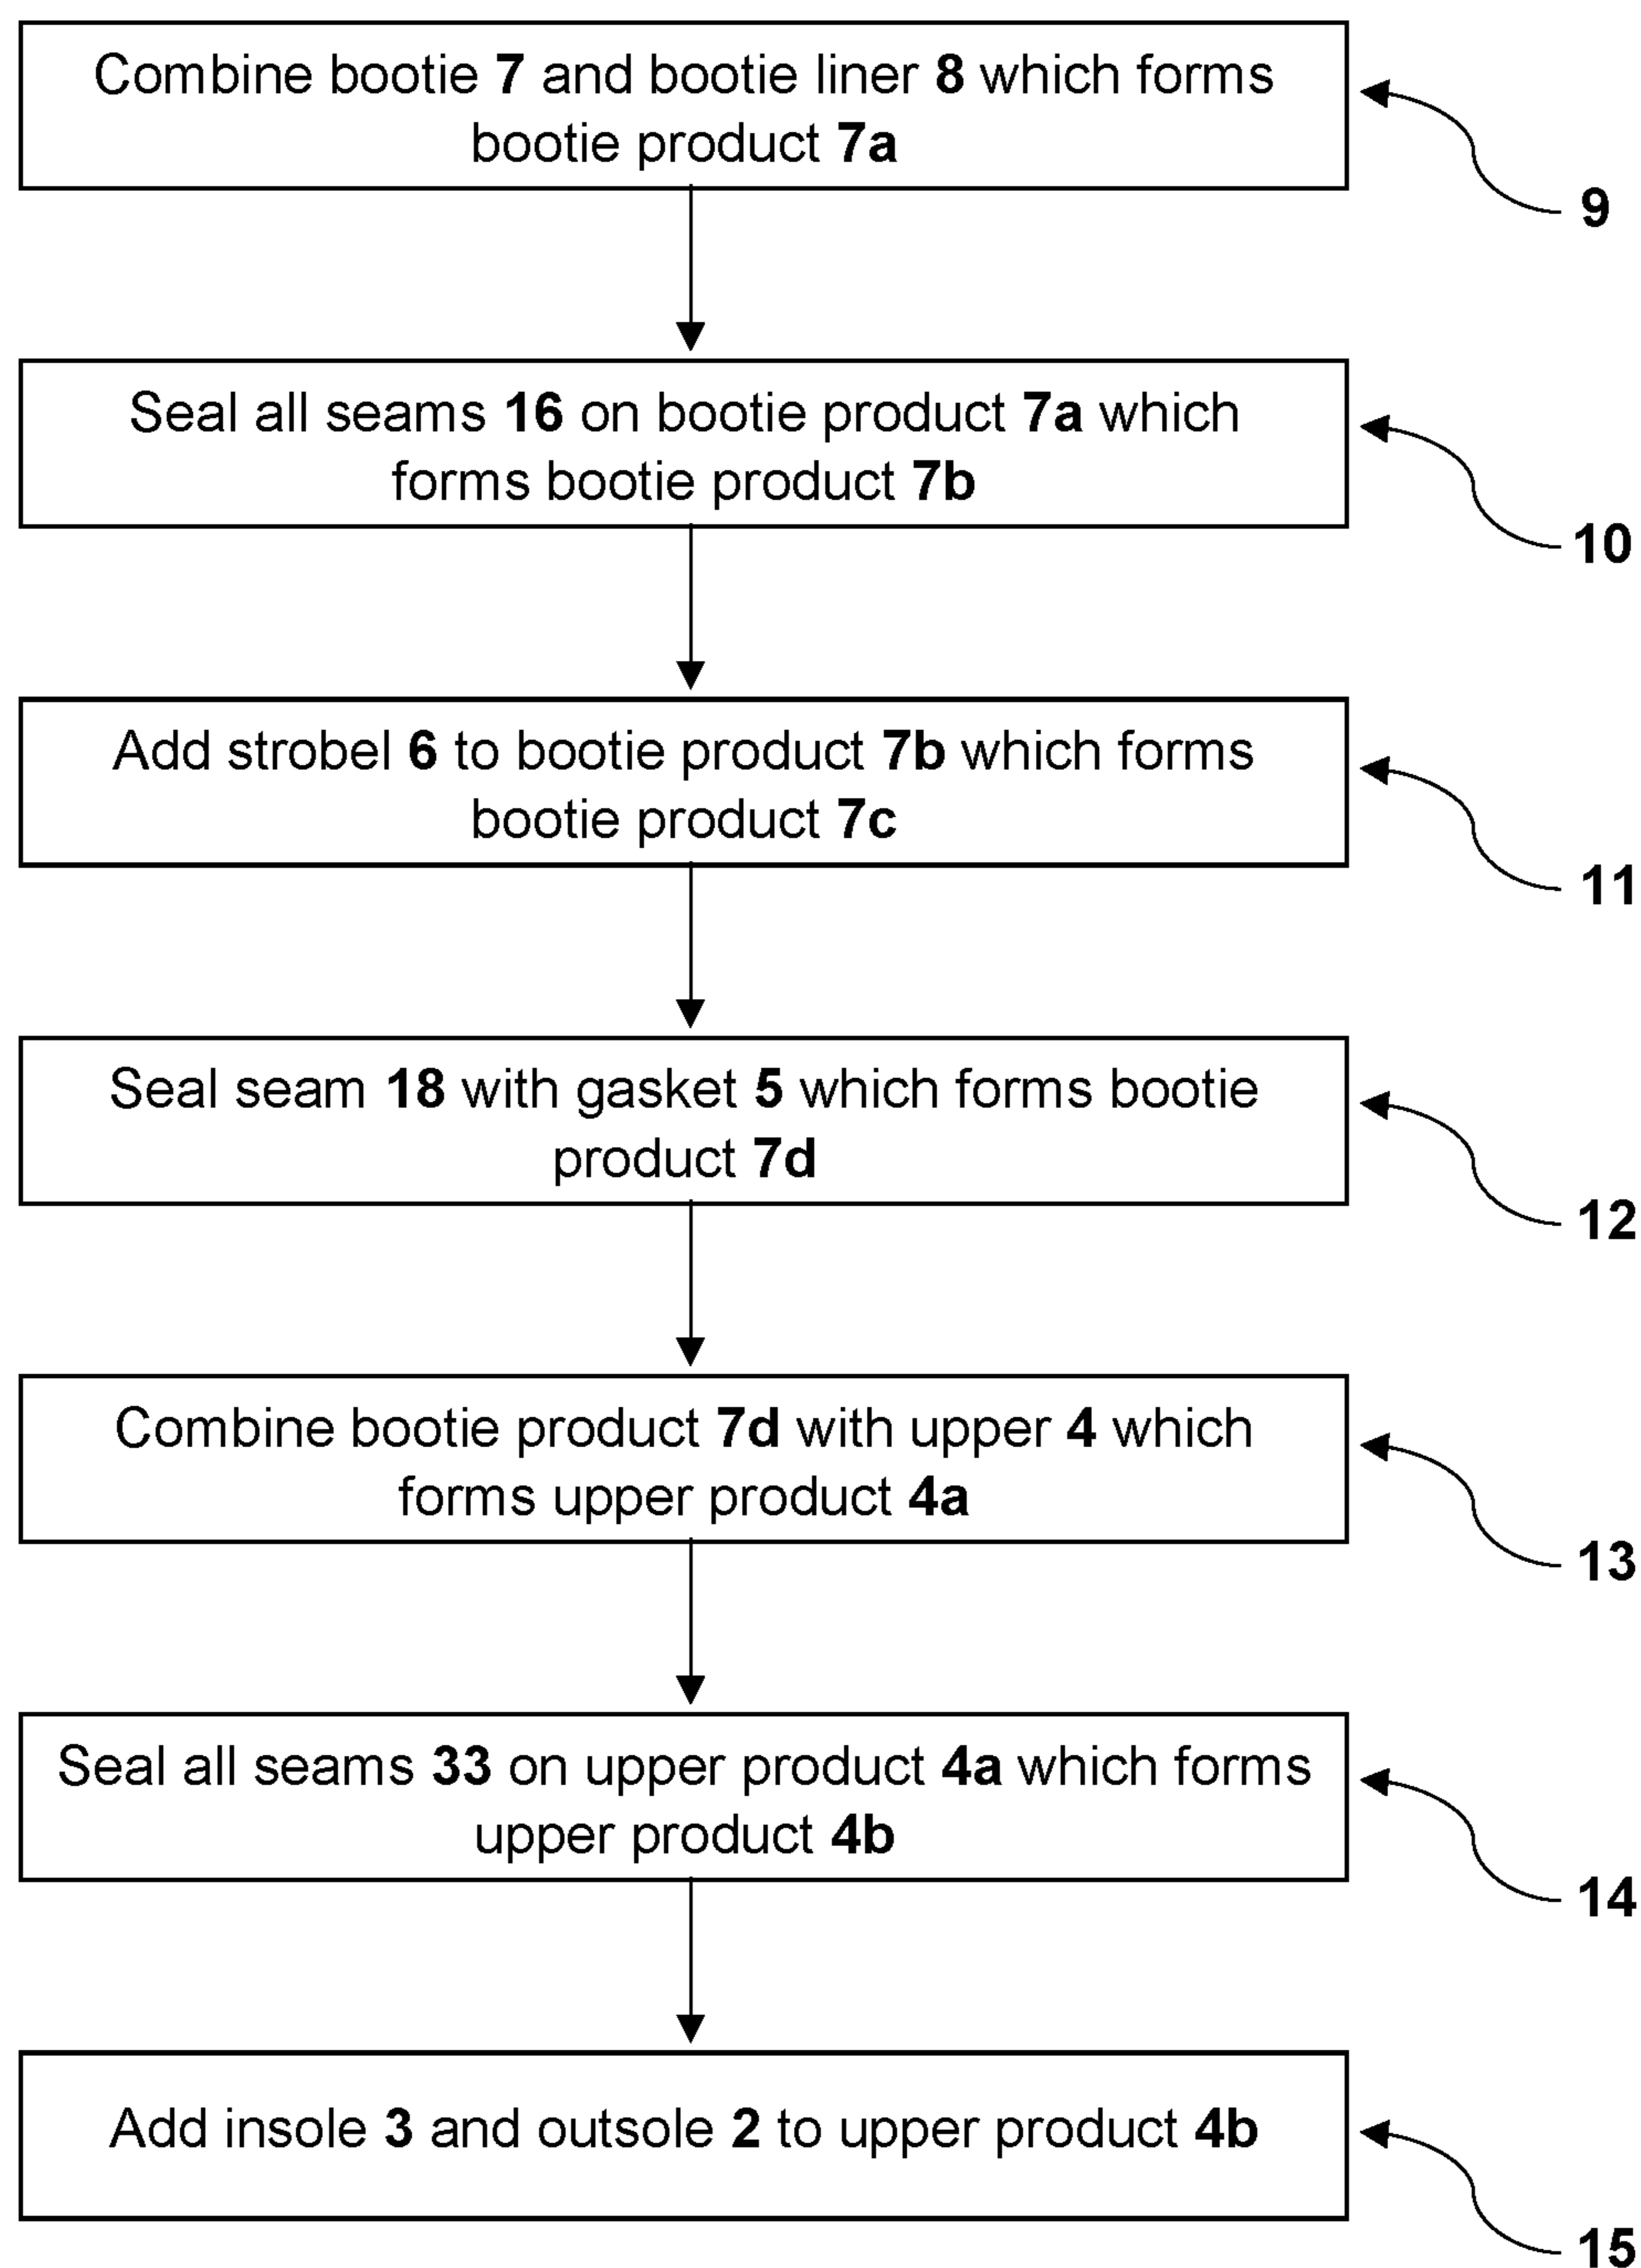 Combine bootie 7 and bootie liner 8 which forms
bootie product 7a
9
Seal all seams 16 on bootie product 7a which
forms bootie product 7b
10
Add strobel 6 to bootie product 7b which forms
bootie product 7c
11
Seal seam 18 with gasket 5 which forms bootie
product 7d
12
Combine bootie product 7d with upper 4 which
forms upper product 4a
13
Seal all seams 33 on upper product 4a which forms
upper product 4b
14
Add insole 3 and outsole 2 to upper product 4b
15